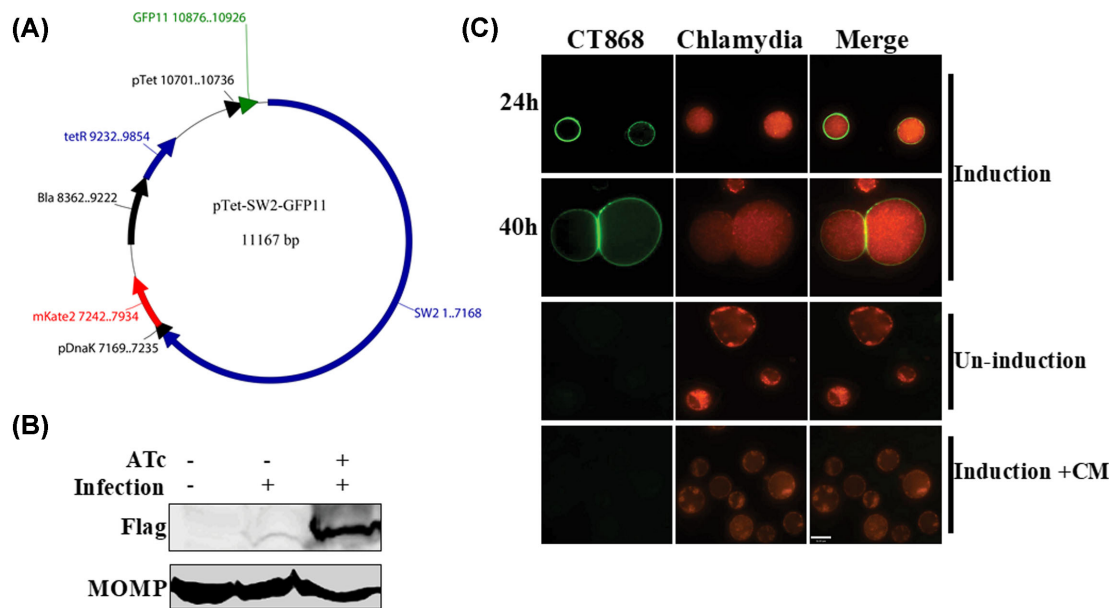 (A)
GFP11 10876..10926
pTet 10701..10736
tetR 9232..9854
Bla 8362..9222
pTet-SW2-GFP11
11167 bp
mKate2 7242..7934
SW2 1..7168
pDnaK 7169..7235
(B)
ATc - - +
Infection - + +
Flag
MOMP
(C)
CT868 Chlamydia Merge
24h
Induction
40h
Un-induction
Induction +CM